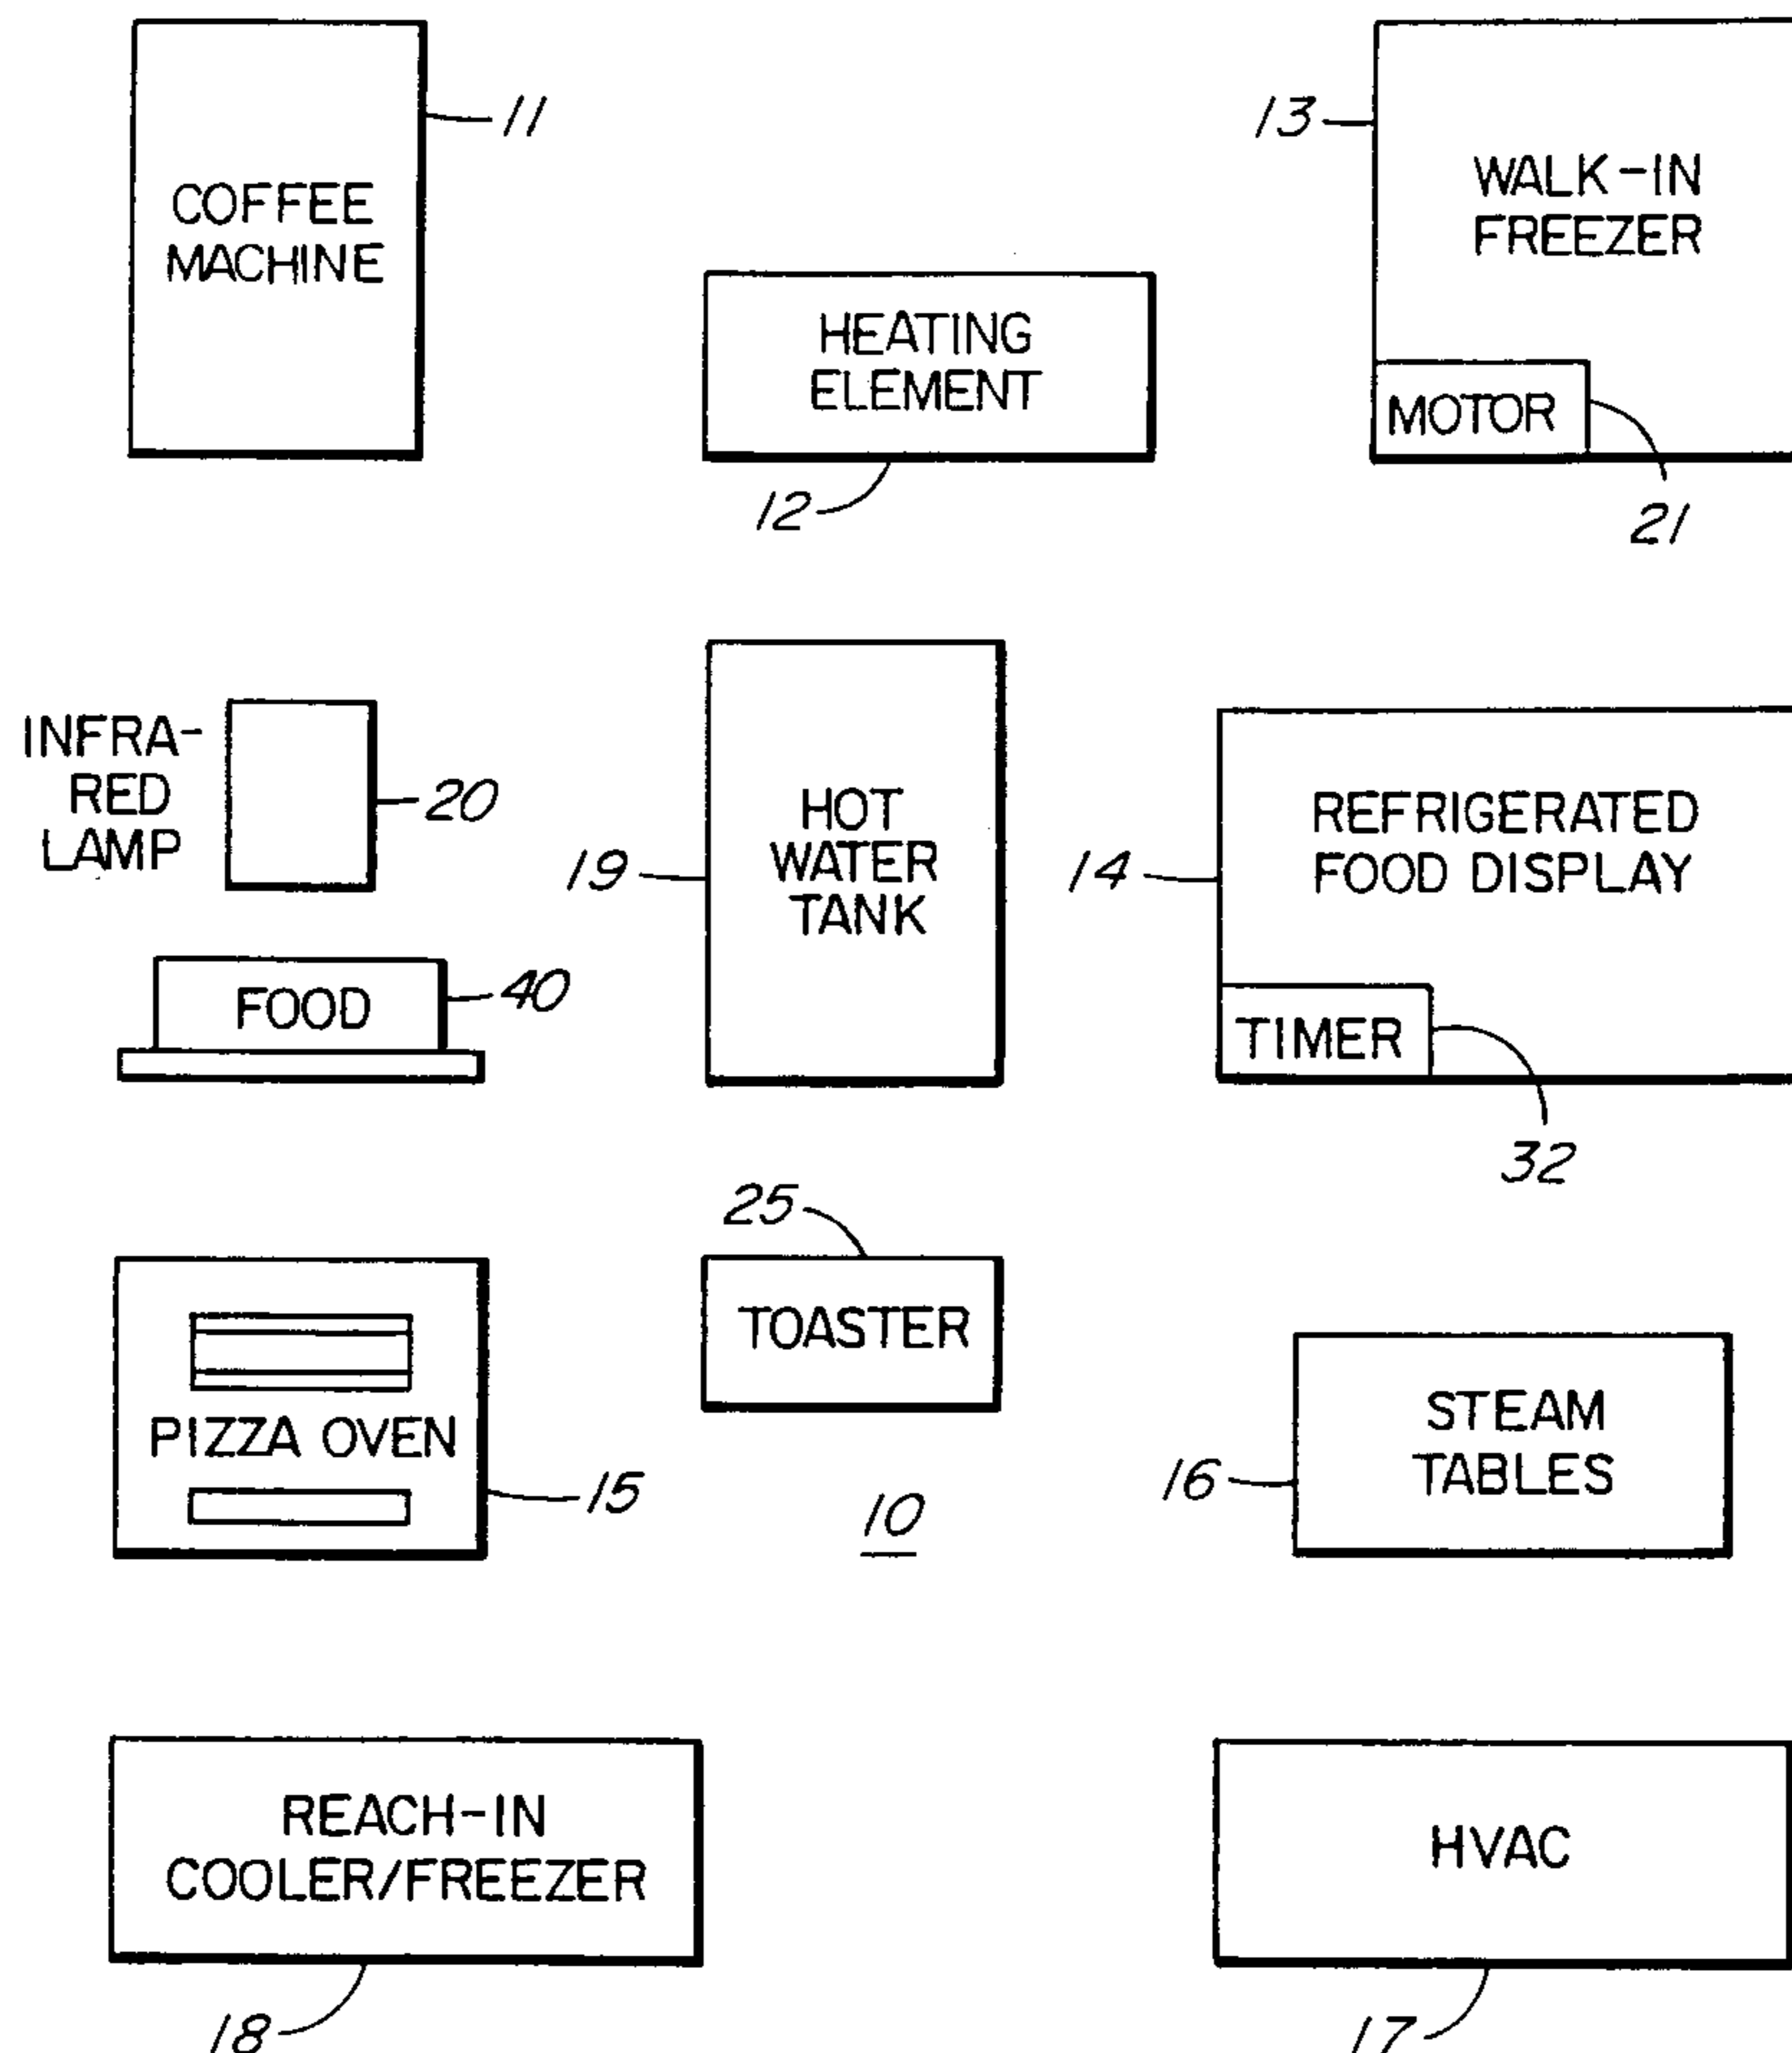 11
COFFEE
MACHINE
13
WALK-IN
FREEZER
HEATING
ELEMENT
MOTOR
12
21
INFRA-
RED
LAMP
20
HOT
WATER
TANK
19
REFRIGERATED
FOOD DISPLAY
14
FOOD
40
TIMER
32
25
TOASTER
PIZZA OVEN
15
10
STEAM
TABLES
16
REACH-IN
COOLER/FREEZER
HVAC
18
17